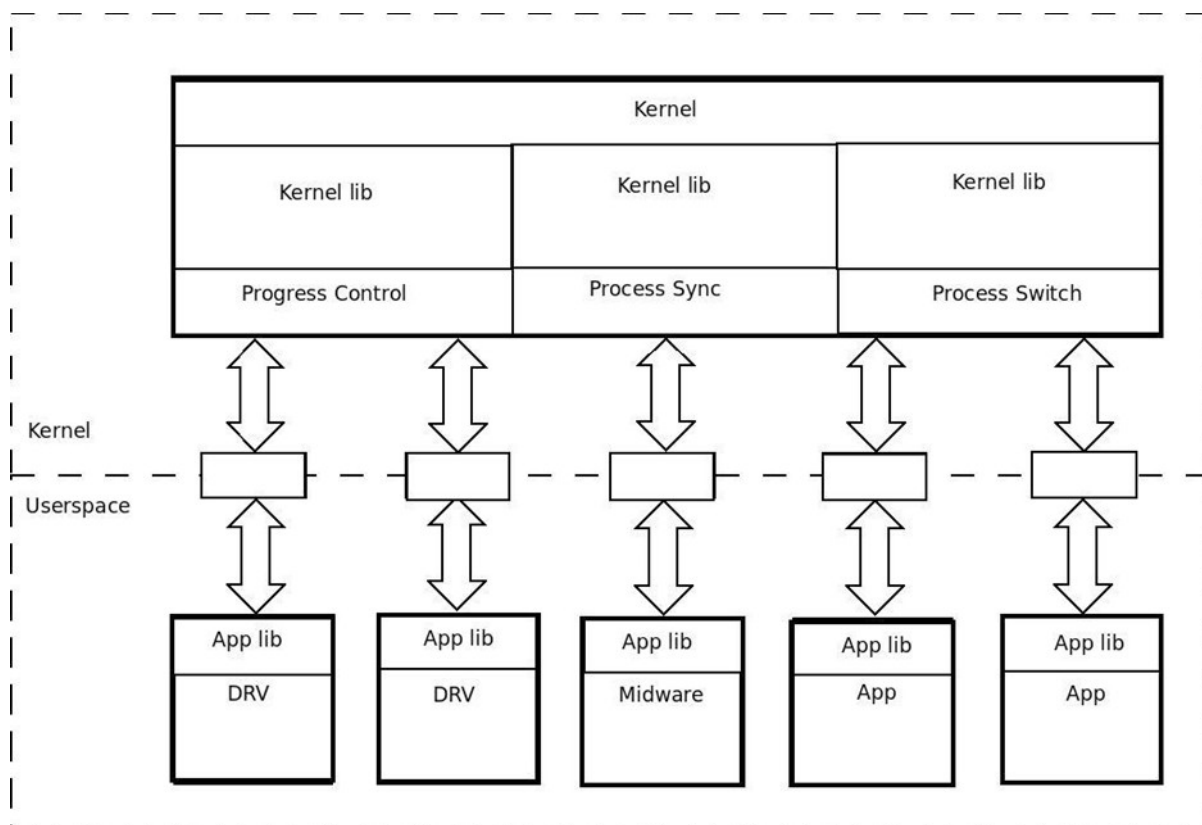 Kernel
Kernel lib
Kernel lib
Kernel lib
Progress Control
Process Sync
Process Switch
Kernel
Userspace
App lib
App lib
App lib
App lib
App lib
DRV
DRV
Midware
App
App